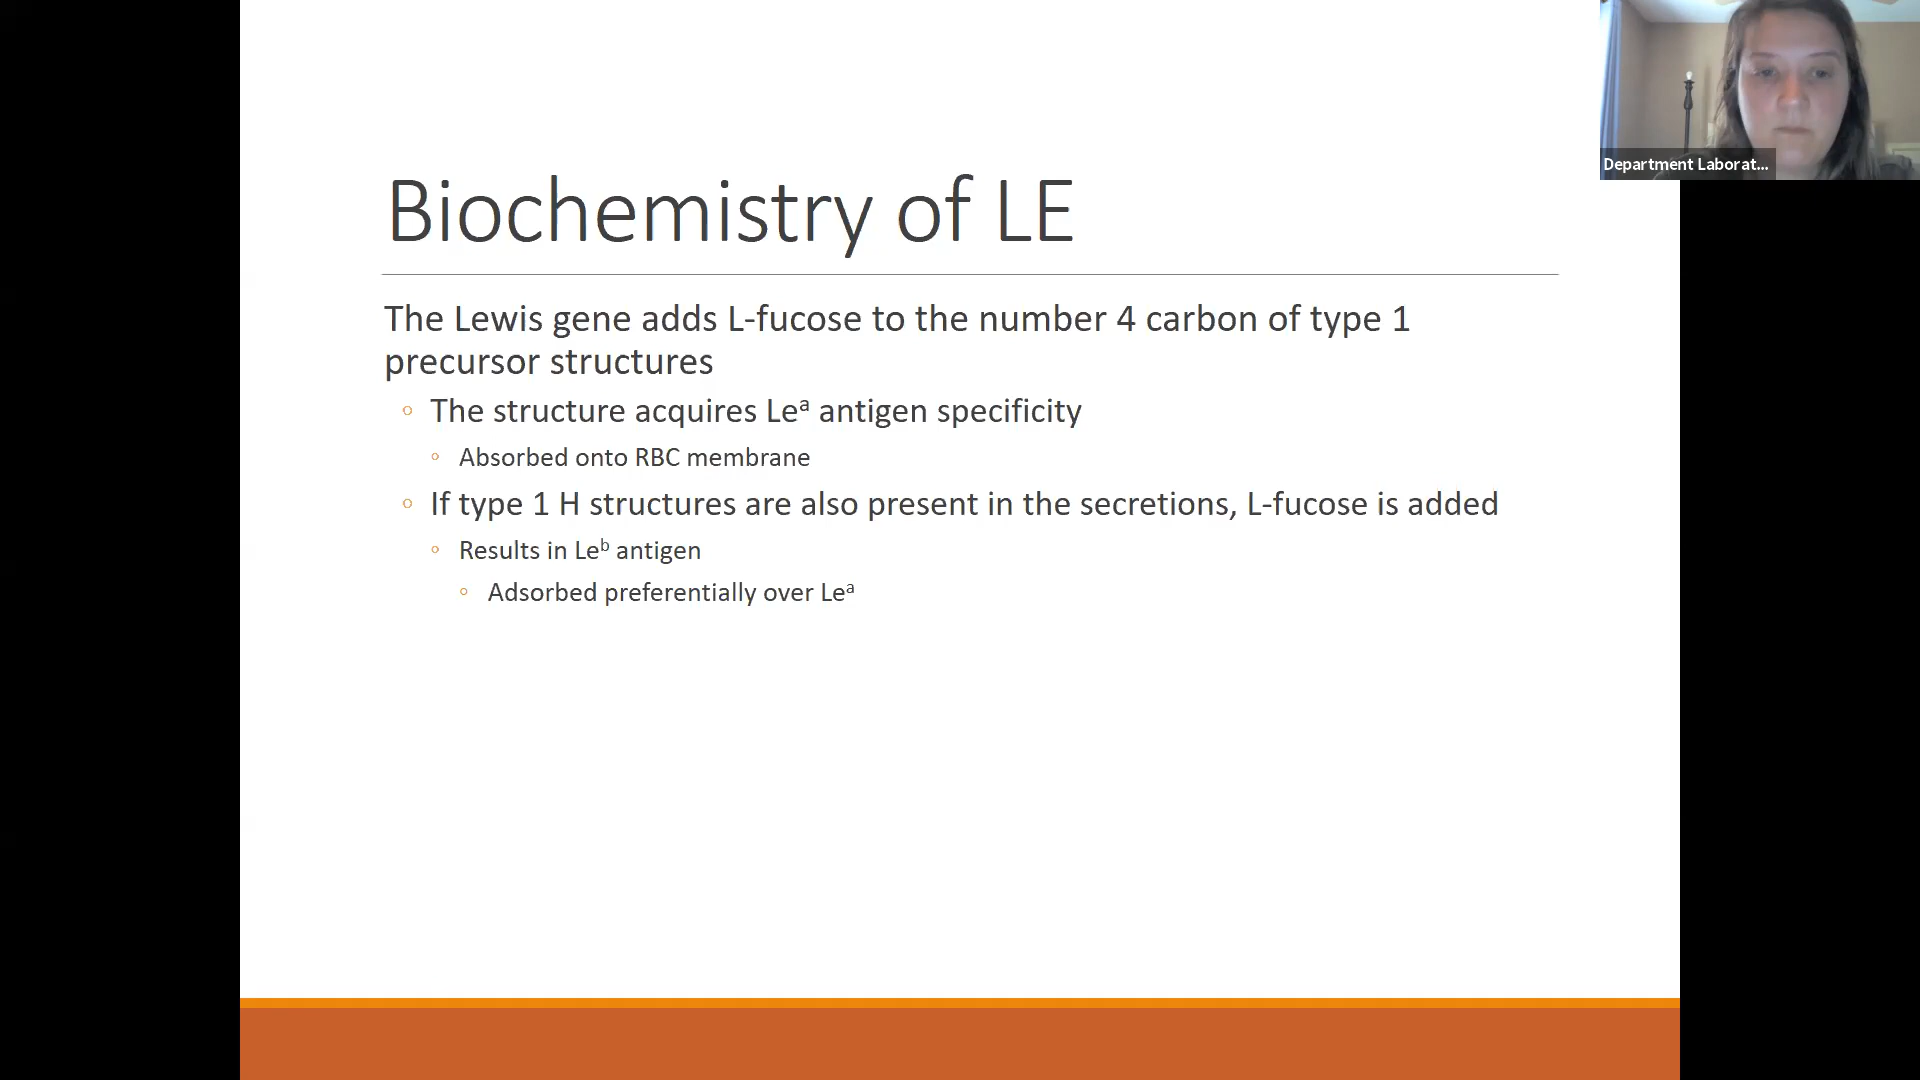 Department Laborat...
Biochemistry of LE
The Lewis gene adds L-fucose to the number 4 carbon of type 1
precursor structures
◦ The structure acquires Leᵃ antigen specificity
◦ Absorbed onto RBC membrane
◦ If type 1 H structures are also present in the secretions, L-fucose is added
◦ Results in Leᵇ antigen
◦ Adsorbed preferentially over Leᵃ